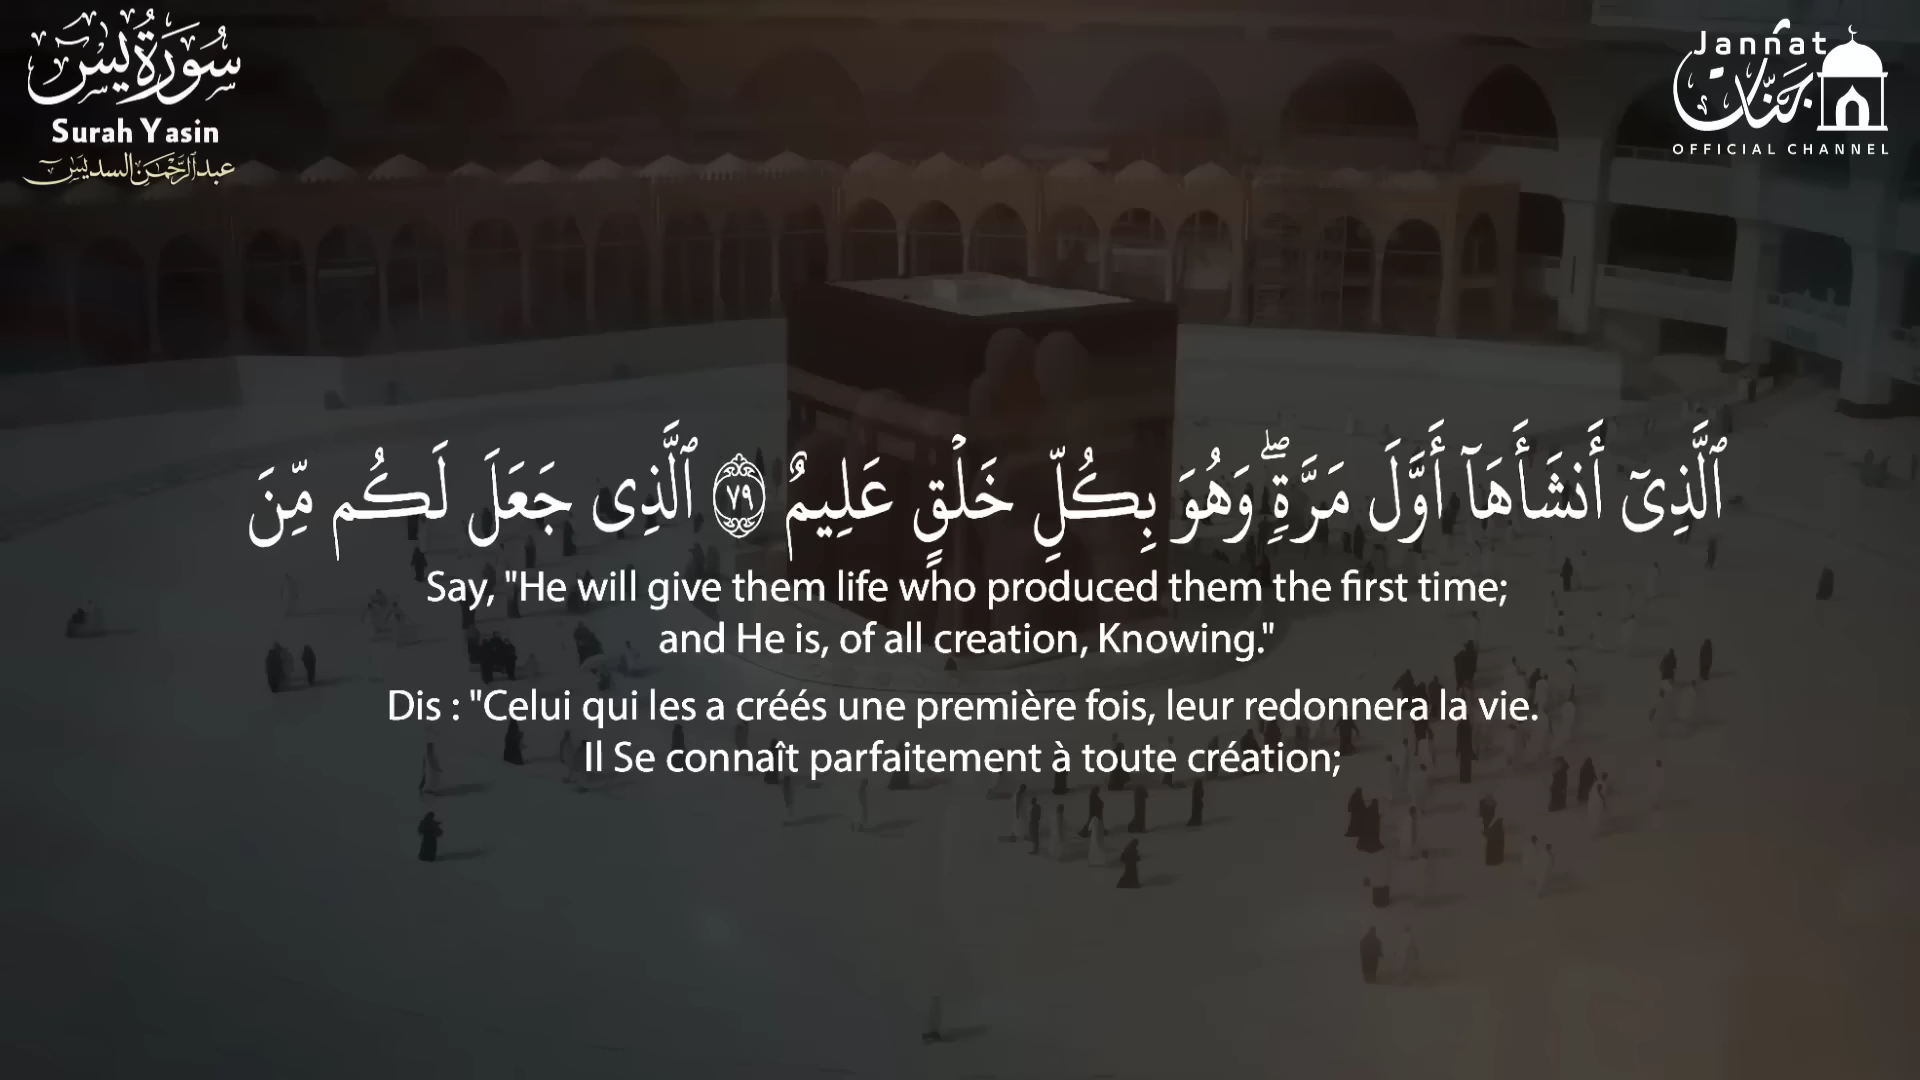 سُورَةُ يسٓ
Surah Yasin
عبد الرحمن السديس
Jannat
جَنَّات
OFFICIAL CHANNEL
ٱلَّذِىٓ أَنشَأَهَآ أَوَّلَ مَرَّةٍۢ ۖ وَهُوَ بِكُلِّ خَلْقٍ عَلِيمٌ ٧٩ ٱلَّذِى جَعَلَ لَكُم مِّنَ
Say, "He will give them life who produced them the first time;
and He is, of all creation, Knowing."
Dis : "Celui qui les a créés une première fois, leur redonnera la vie.
Il Se connaît parfaitement à toute création;